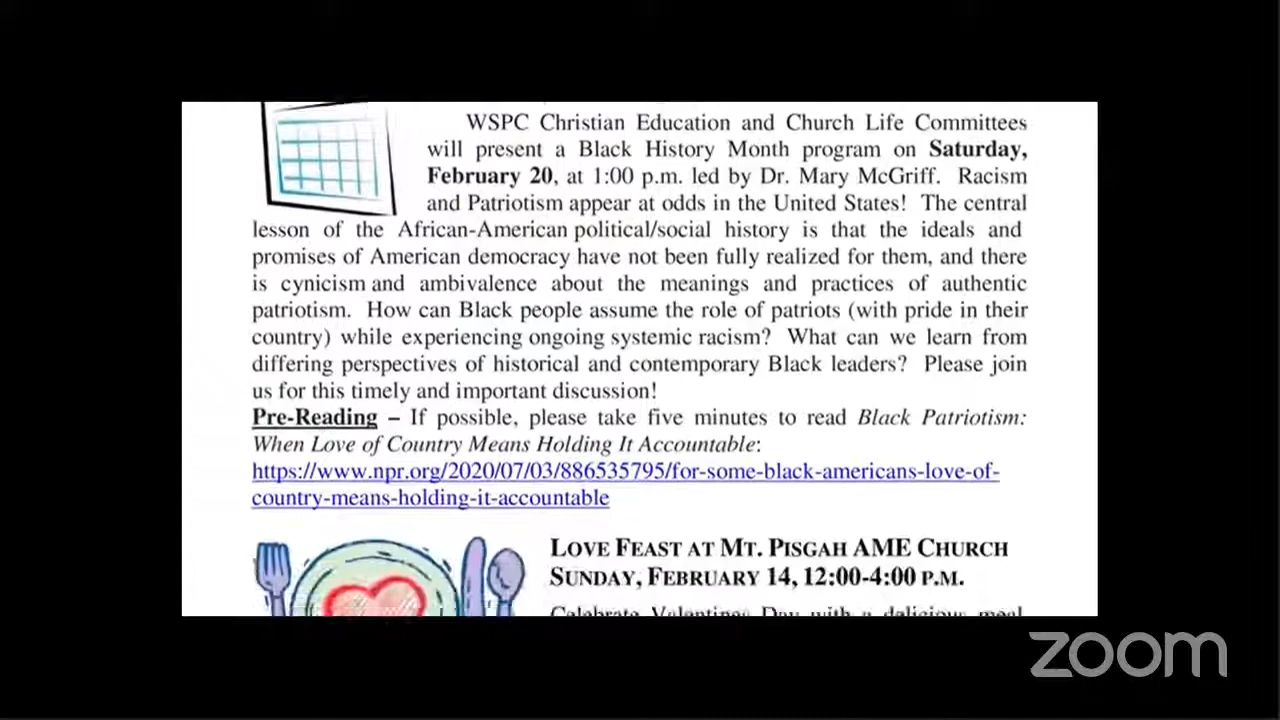 WSPC Christian Education and Church Life Committees
will present a Black History Month program on Saturday,
February 20, at 1:00 p.m. led by Dr. Mary McGriff. Racism
and Patriotism appear at odds in the United States! The central
lesson of the African-American political/social history is that the ideals and
promises of American democracy have not been fully realized for them, and there
is cynicism and ambivalence about the meanings and practices of authentic
patriotism. How can Black people assume the role of patriots (with pride in their
country) while experiencing ongoing systemic racism? What can we learn from
differing perspectives of historical and contemporary Black leaders? Please join
us for this timely and important discussion!
Pre-Reading – If possible, please take five minutes to read Black Patriotism:
When Love of Country Means Holding It Accountable:
https://www.npr.org/2020/07/03/886535795/for-some-black-americans-love-of-
country-means-holding-it-accountable
LOVE FEAST AT MT. PISGAH AME CHURCH
SUNDAY, FEBRUARY 14, 12:00-4:00 P.M.
Celebrate Valentines Day with a delicious meal
zoom